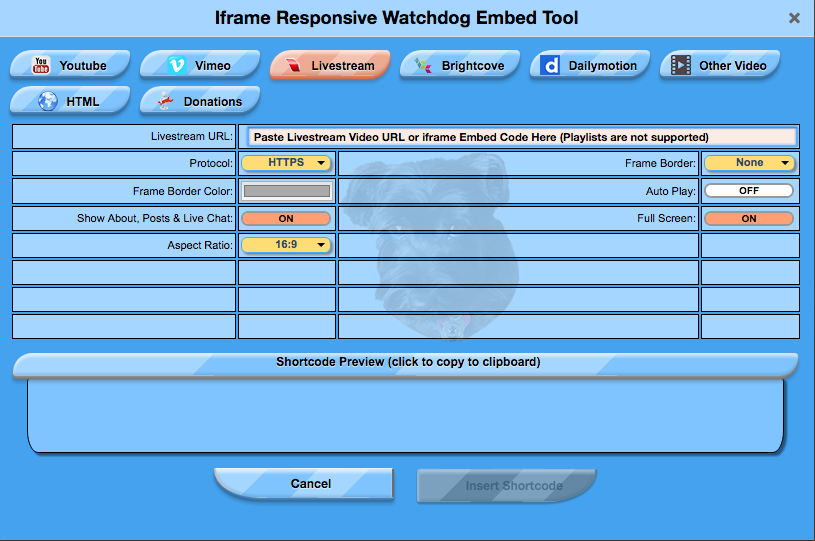 Iframe Responsive Watchdog Embed Tool
You Tube Youtube
Vimeo
Livestream
Brightcove
d Dailymotion
Other Video
HTML
Donations
Livestream URL: Paste Livestream Video URL or iframe Embed Code Here (Playlists are not supported)
Protocol: HTTPS Frame Border: None
Frame Border Color: Auto Play: OFF
Show About, Posts & Live Chat: ON Full Screen: ON
Aspect Ratio: 16:9
Shortcode Preview (click to copy to clipboard)
Cancel
Insert Shortcode